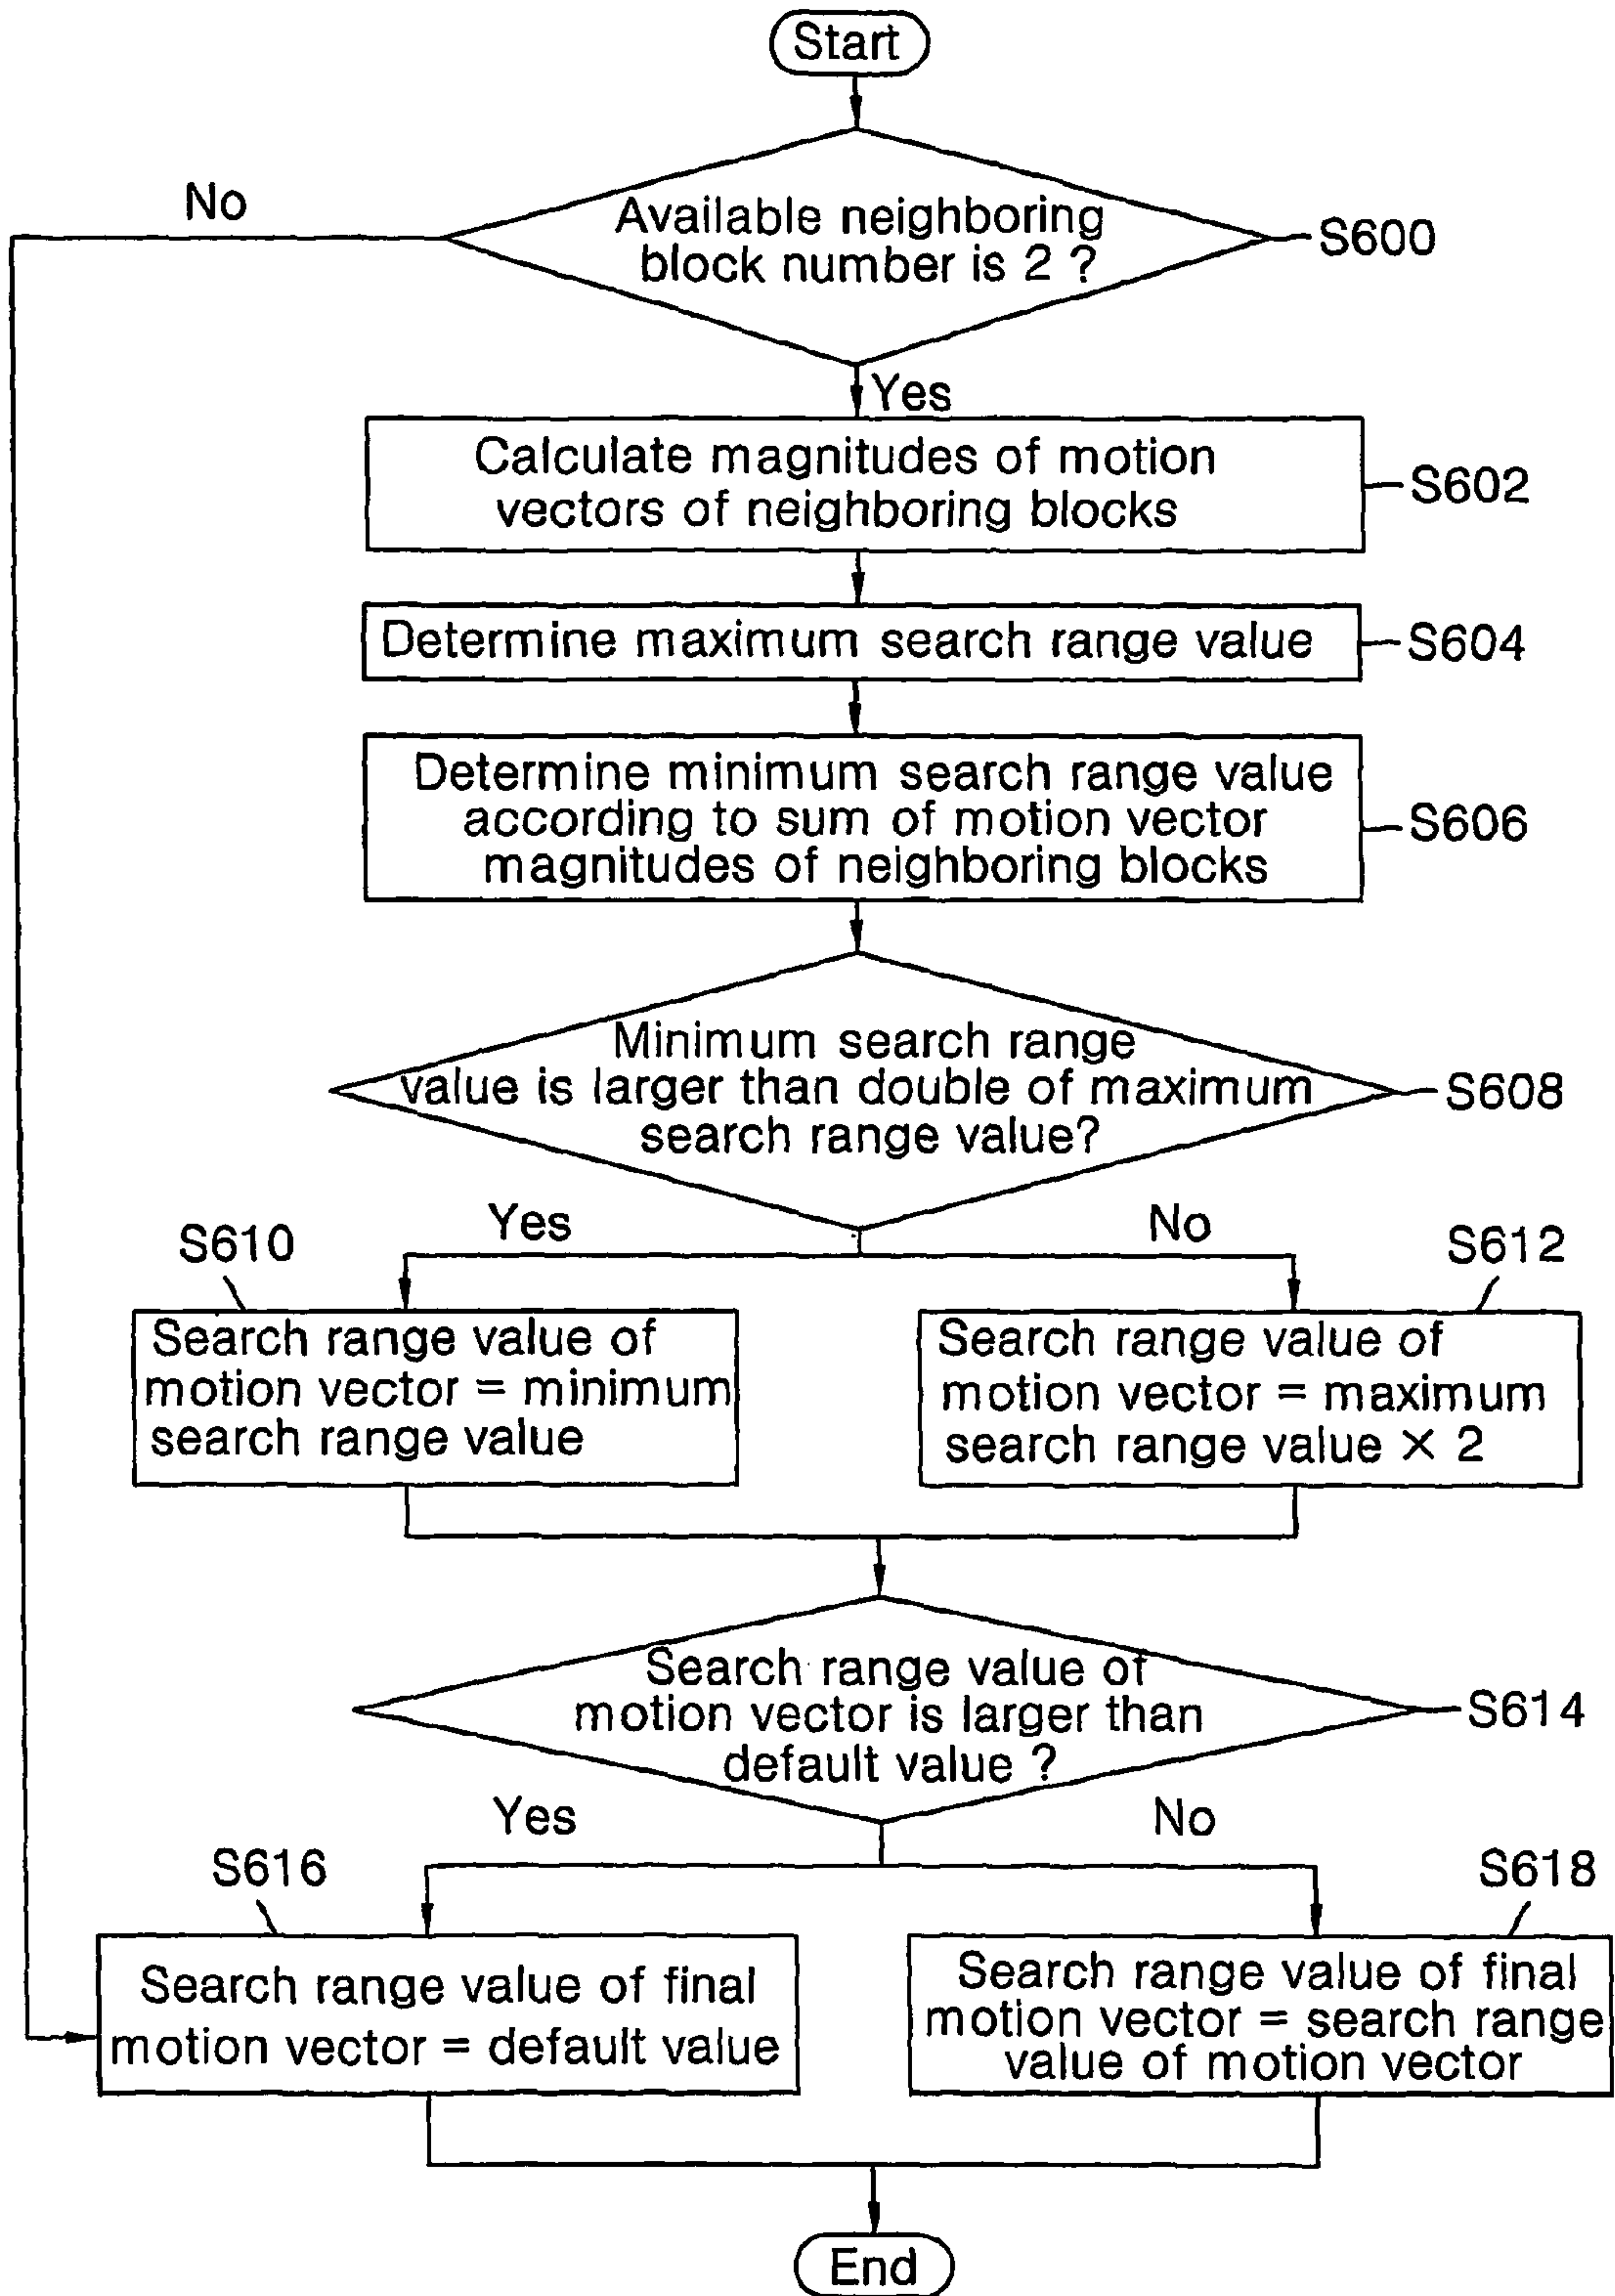 Start
No
Available neighboring
block number is 2 ?
S600
Yes
Calculate magnitudes of motion
vectors of neighboring blocks
S602
Determine maximum search range value
S604
Determine minimum search range value
according to sum of motion vector
magnitudes of neighboring blocks
S606
Minimum search range
value is larger than double of maximum
search range value?
S608
Yes
No
S610
S612
Search range value of
motion vector = minimum
search range value
Search range value of
motion vector = maximum
search range value × 2
Search range value of
motion vector is larger than
default value ?
S614
Yes
No
S616
S618
Search range value of final
motion vector = default value
Search range value of final
motion vector = search range
value of motion vector
End